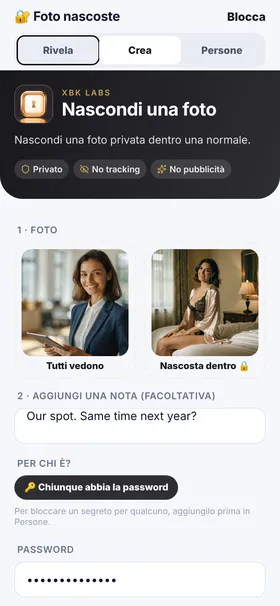 🔐 Foto nascoste
Blocca
Rivela
Crea
Persone
XBK LABS
Nascondi una foto
Nascondi una foto privata dentro una normale.
Privato
No tracking
No pubblicità
1 · FOTO
Tutti vedono
Nascosta dentro 🔒
2 · AGGIUNGI UNA NOTA (FACOLTATIVA)
Our spot. Same time next year?
PER CHI È?
🔑 Chiunque abbia la password
Per bloccare un segreto per qualcuno, aggiungilo prima in
Persone.
PASSWORD
••••••••••••••